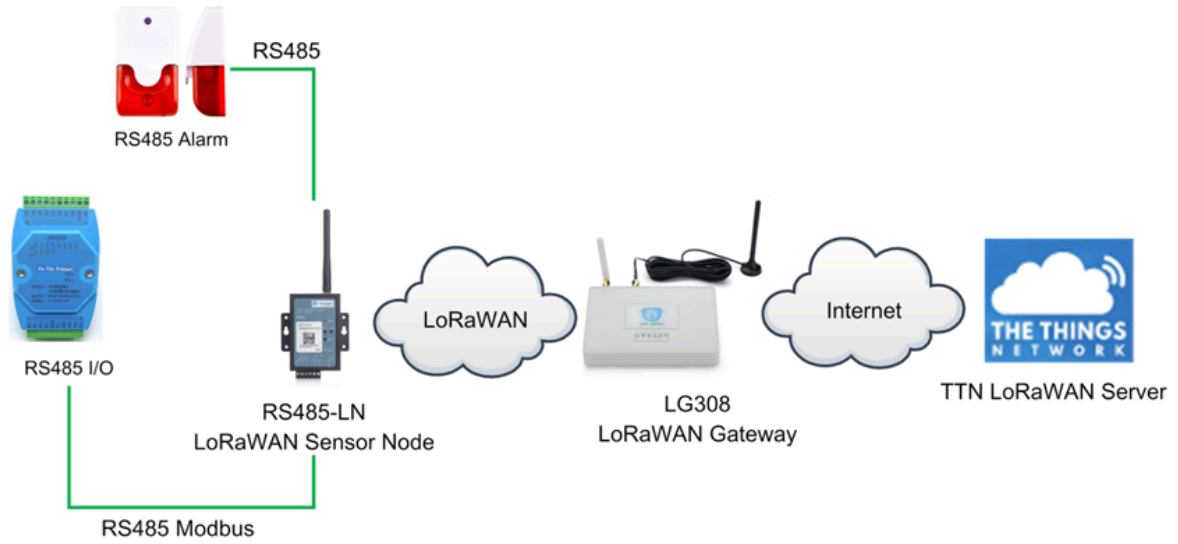 RS485
RS485 Alarm
RS485 I/O
RS485-LN
LoRaWAN Sensor Node
RS485 Modbus
LoRaWAN
LG308
LoRaWAN Gateway
Internet
THE THINGS
NETWORK
TTN LoRaWAN Server